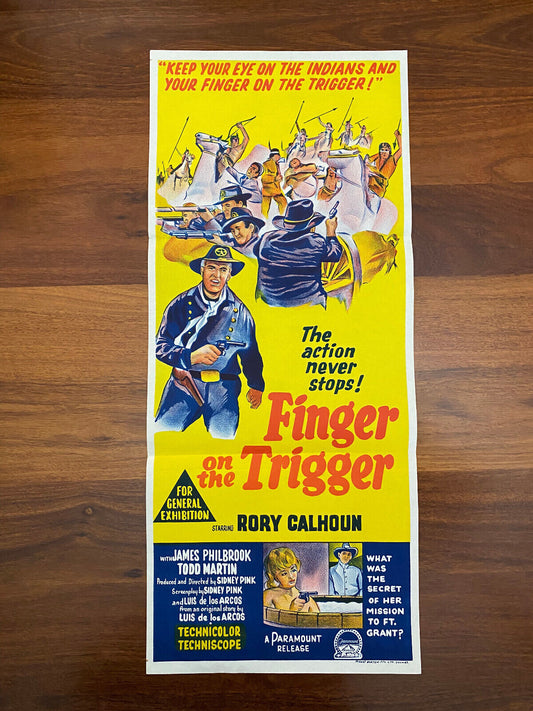 "KEEP YOUR EYE ON THE INDIANS AND
YOUR FINGER ON THE TRIGGER!"
The
action
never
stops!
Finger
on
the Trigger
FOR
GENERAL
EXHIBITION
STARRING RORY CALHOUN
WITH JAMES PHILBROOK
TODD MARTIN
Produced and Directed by SIDNEY PINK
Screenplay by SIDNEY PINK
and LUIS de los ARCOS
from an original story by
LUIS de los ARCOS
TECHNICOLOR
TECHNISCOPE
A PARAMOUNT
RELEASE
WHAT
WAS
THE
SECRET
OF HER
MISSION
TO FT.
GRANT?